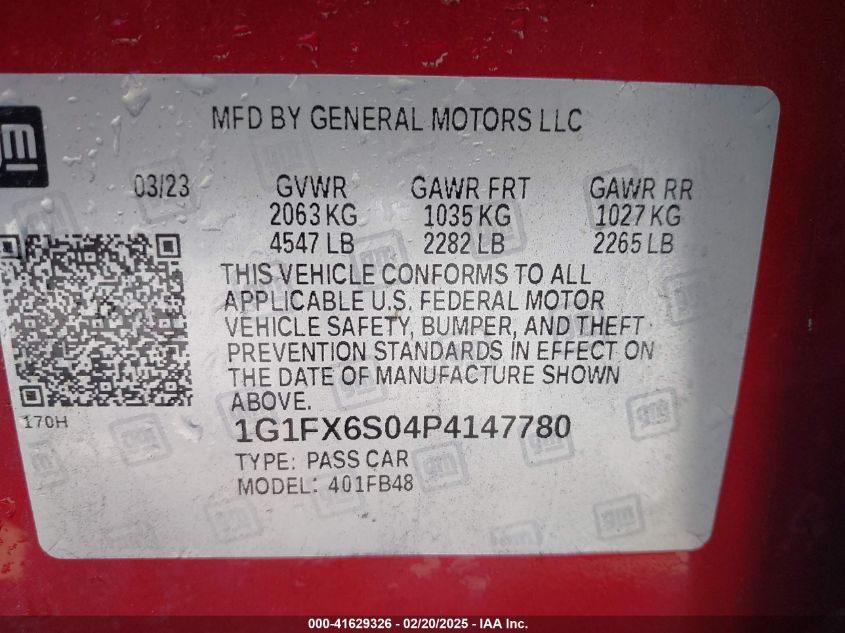 MFD BY GENERAL MOTORS LLC
gm
03/23 GVWR GAWR FRT GAWR RR
2063 KG 1035 KG 1027 KG
4547 LB 2282 LB 2265 LB
THIS VEHICLE CONFORMS TO ALL
APPLICABLE U.S. FEDERAL MOTOR
VEHICLE SAFETY, BUMPER, AND THEFT
PREVENTION STANDARDS IN EFFECT ON
THE DATE OF MANUFACTURE SHOWN
ABOVE.
170H
1G1FX6S04P4147780
TYPE: PASS CAR
MODEL: 401FB48
000-41629326 - 02/20/2025 - IAA Inc.